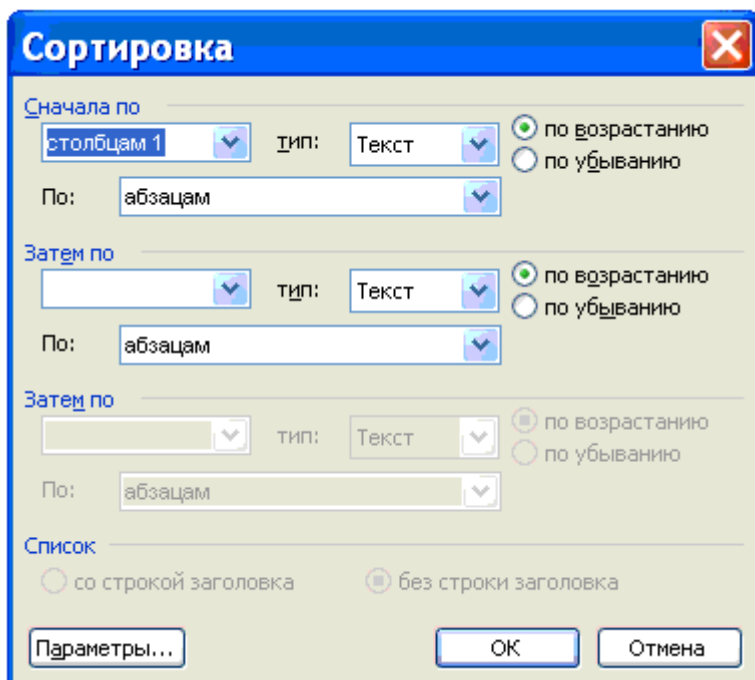 Сортировка
Сначала по
столбцам 1 тип: Текст по возрастанию
по убыванию
По: абзацам
Затем по
тип: Текст по возрастанию
по убыванию
По: абзацам
Затем по
тип: Текст по возрастанию
по убыванию
По: абзацам
Список
со строкой заголовка без строки заголовка
Параметры... ОК Отмена